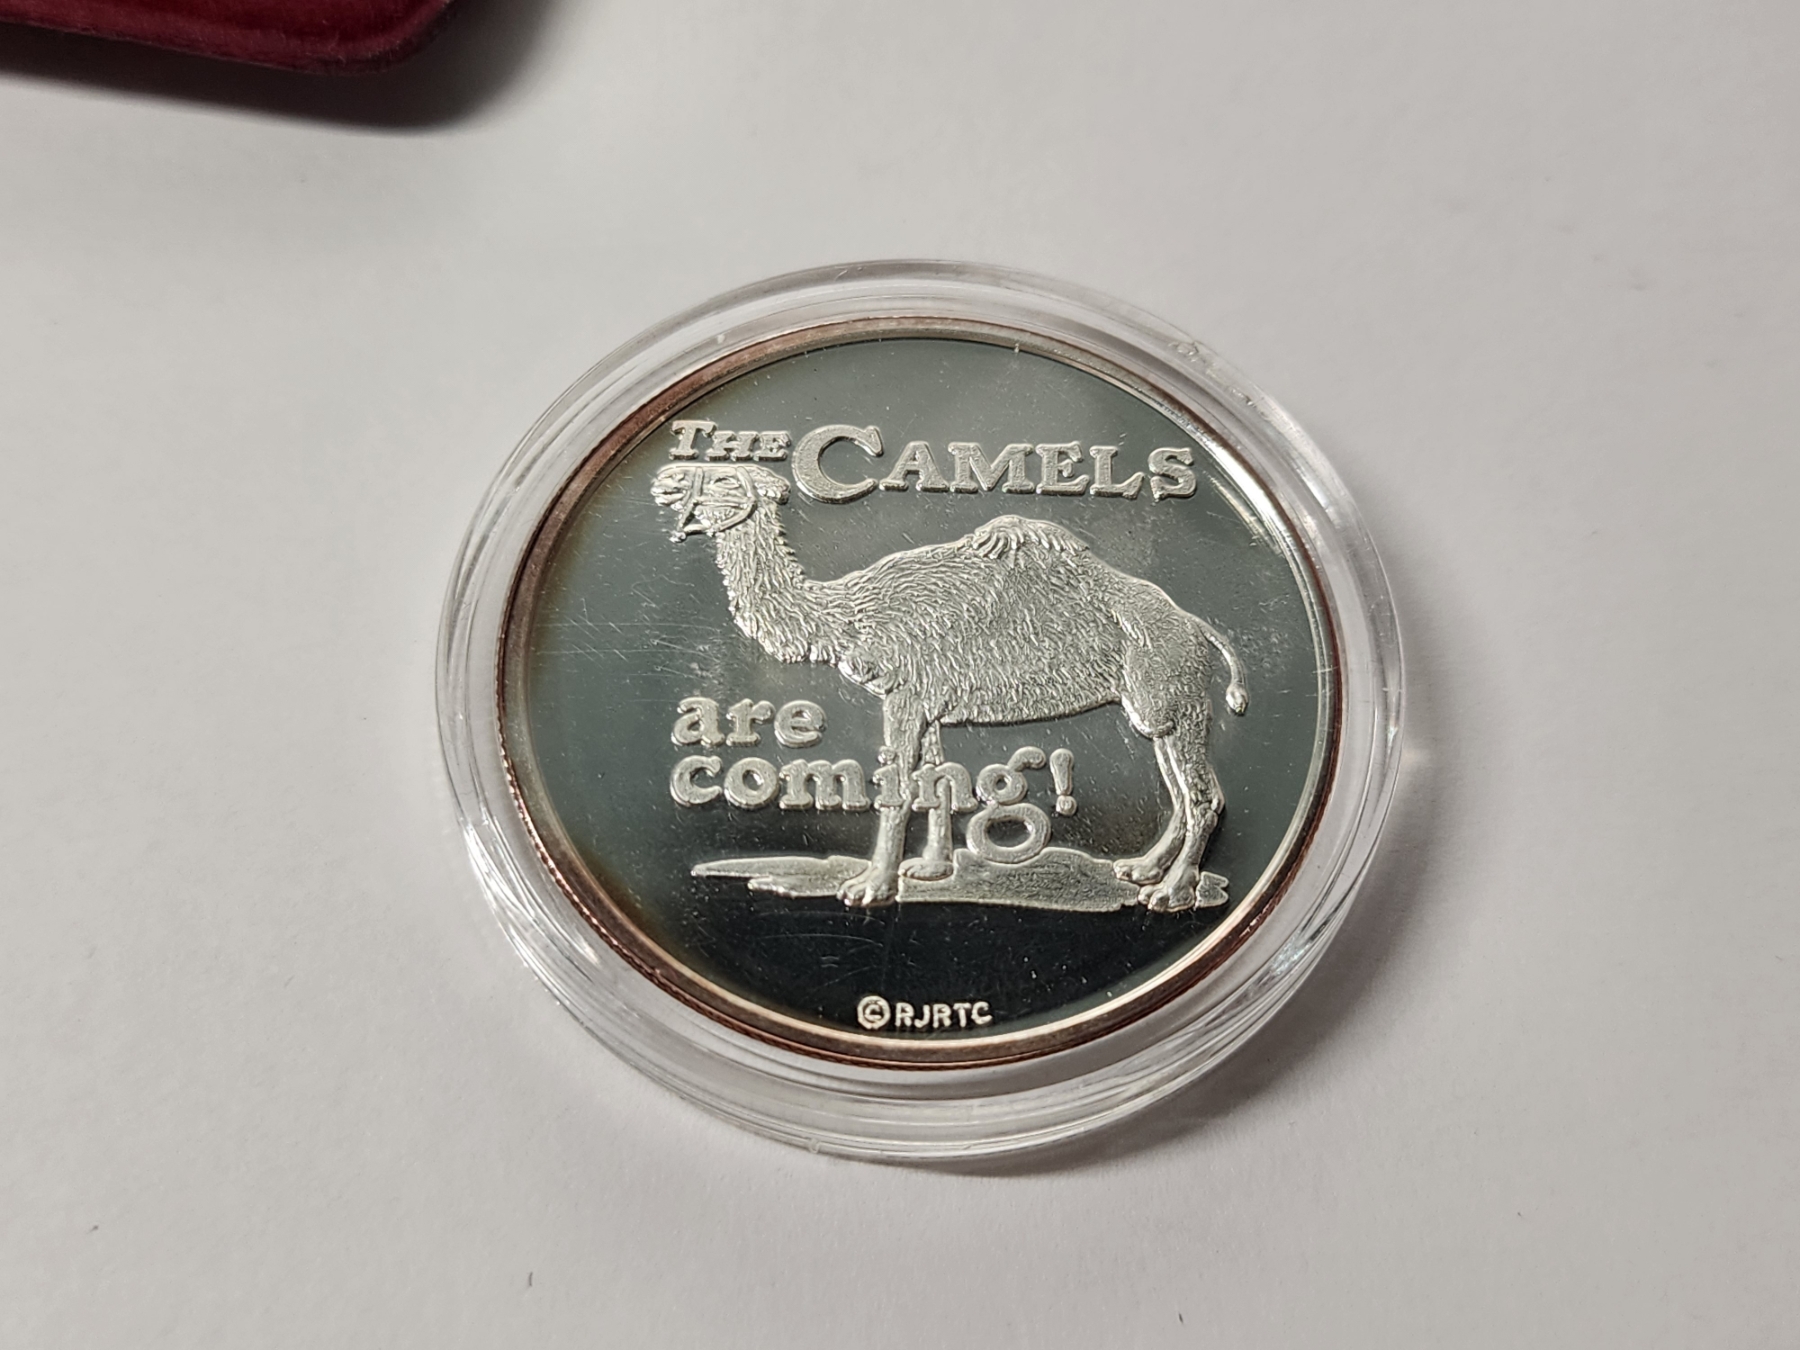 THE CAMELS
are
coming!
©RJRTC